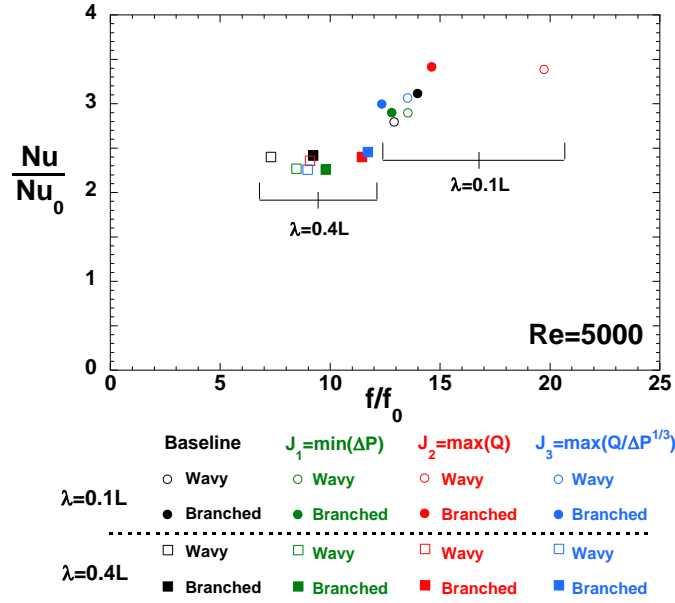 4
3
Nu
Nu0
2
λ=0.1L
λ=0.4L
1
Re=5000
0
0 5 10 15 20 25
f/f0
Baseline J1=min(ΔP) J2=max(Q) J3=max(Q/ΔP^1/3)
Wavy Wavy Wavy Wavy
λ=0.1L
Branched Branched Branched Branched
Wavy Wavy Wavy Wavy
λ=0.4L
Branched Branched Branched Branched